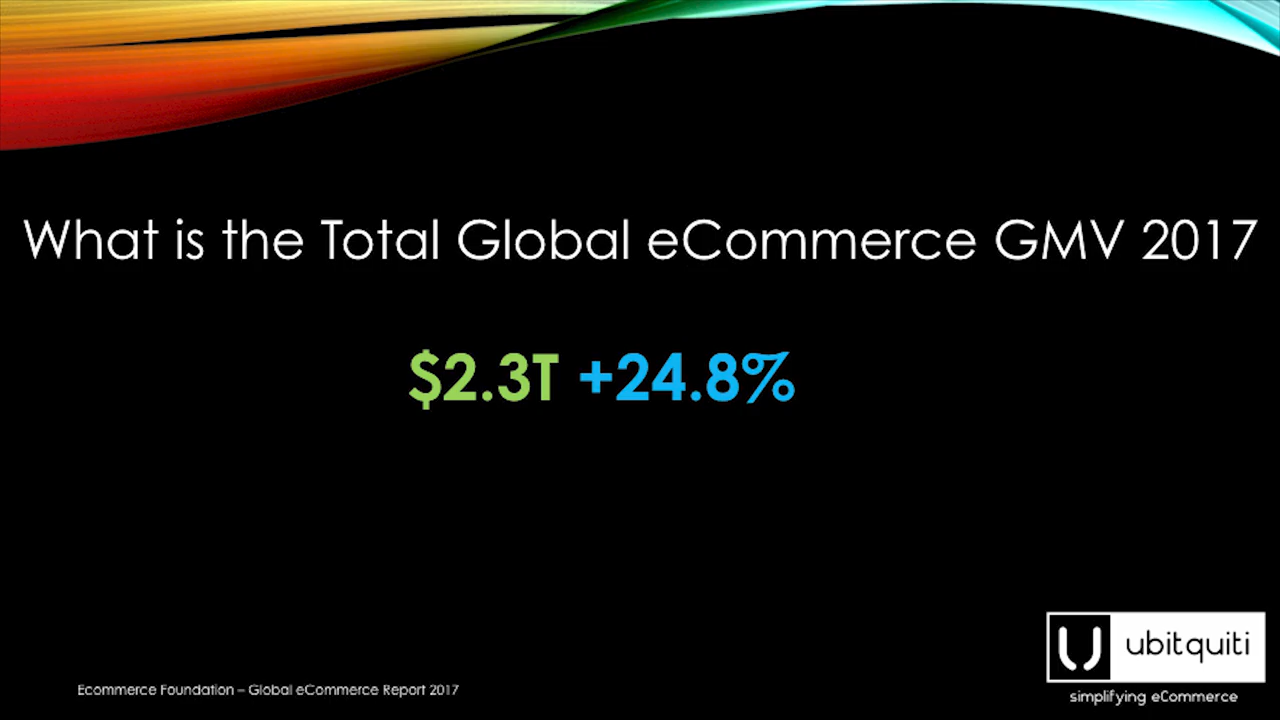 What is the Total Global eCommerce GMV 2017
$2.3T +24.8%
ubitquiti
simplifying eCommerce
Ecommerce Foundation – Global eCommerce Report 2017